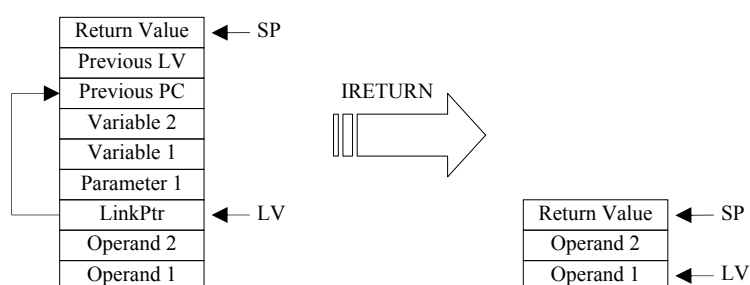 Return Value
SP
Previous LV
Previous PC
Variable 2
Variable 1
Parameter 1
LinkPtr
LV
Operand 2
Operand 1
IRETURN
Return Value
SP
Operand 2
Operand 1
LV